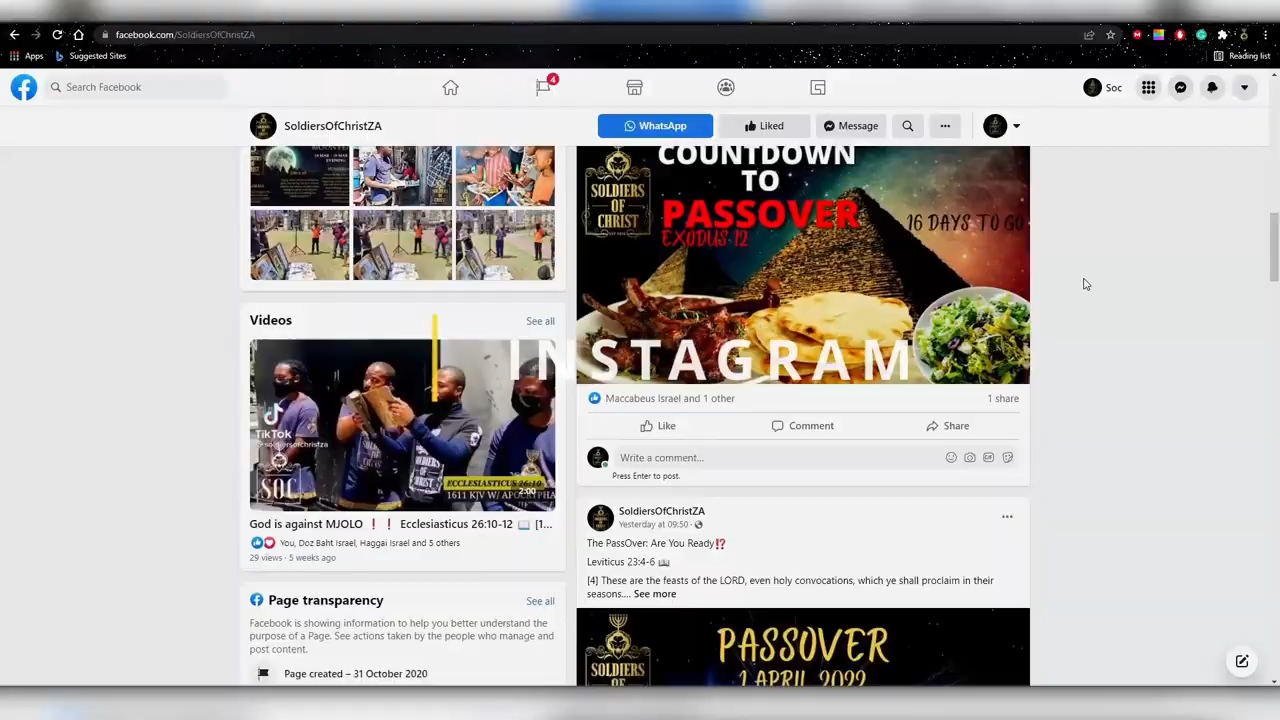 facebook.com/SoldiersOfChristZA
Apps
Suggested Sites
Reading list
Search Facebook
4
Soc
SoldiersOfChristZA
WhatsApp
Liked
Message
COUNTDOWN
TO
PASSOVER
EXODUS 12
16 DAYS TO GO
SOLDIERS
OF
CHRIST
Videos
See all
INSTAGRAM
TikTok
@soldiersofchristza
SOC
ECCLESIASTICUS 26:10
2:00
1611 KJV W/ APOCRYPHA
God is against MJOLO ❗ ❗ Ecclesiasticus 26:10-12 📖 [1...
You, Doz Baht Israel, Haggai Israel and 5 others
29 views · 5 weeks ago
Page transparency
See all
Facebook is showing information to help you better understand the
purpose of a Page. See actions taken by the people who manage and
post content.
Page created – 31 October 2020
Maccabeus Israel and 1 other
1 share
Like
Comment
Share
Write a comment...
Press Enter to post.
SoldiersOfChristZA
Yesterday at 09:50 ·
The PassOver: Are You Ready⁉
Leviticus 23:4-6 📖
[4] These are the feasts of the LORD, even holy convocations, which ye shall proclaim in their
seasons.... See more
PASSOVER
1 APRIL 2022
SOLDIERS